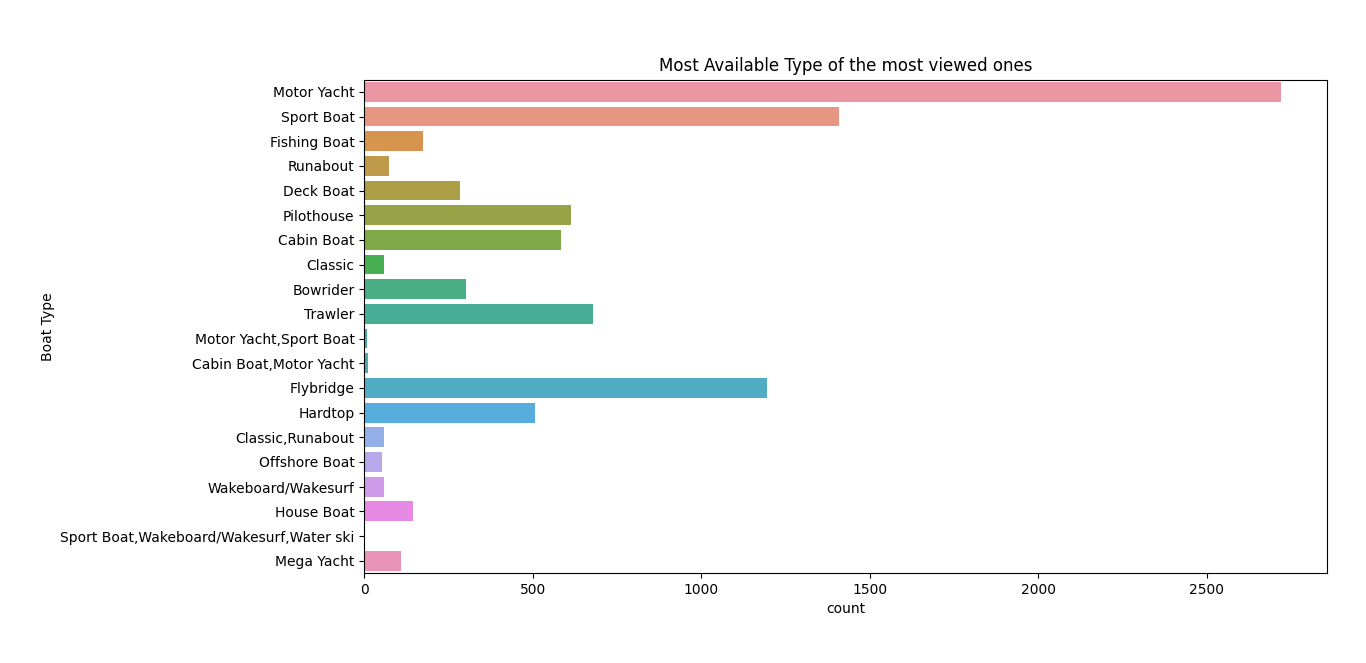 Most Available Type of the most viewed ones
Motor Yacht
Sport Boat
Fishing Boat
Runabout
Deck Boat
Pilothouse
Cabin Boat
Classic
Bowrider
Trawler
Motor Yacht,Sport Boat
Cabin Boat,Motor Yacht
Flybridge
Hardtop
Classic,Runabout
Offshore Boat
Wakeboard/Wakesurf
House Boat
Sport Boat,Wakeboard/Wakesurf,Water ski
Mega Yacht
Boat Type
0 500 1000 1500 2000 2500
count